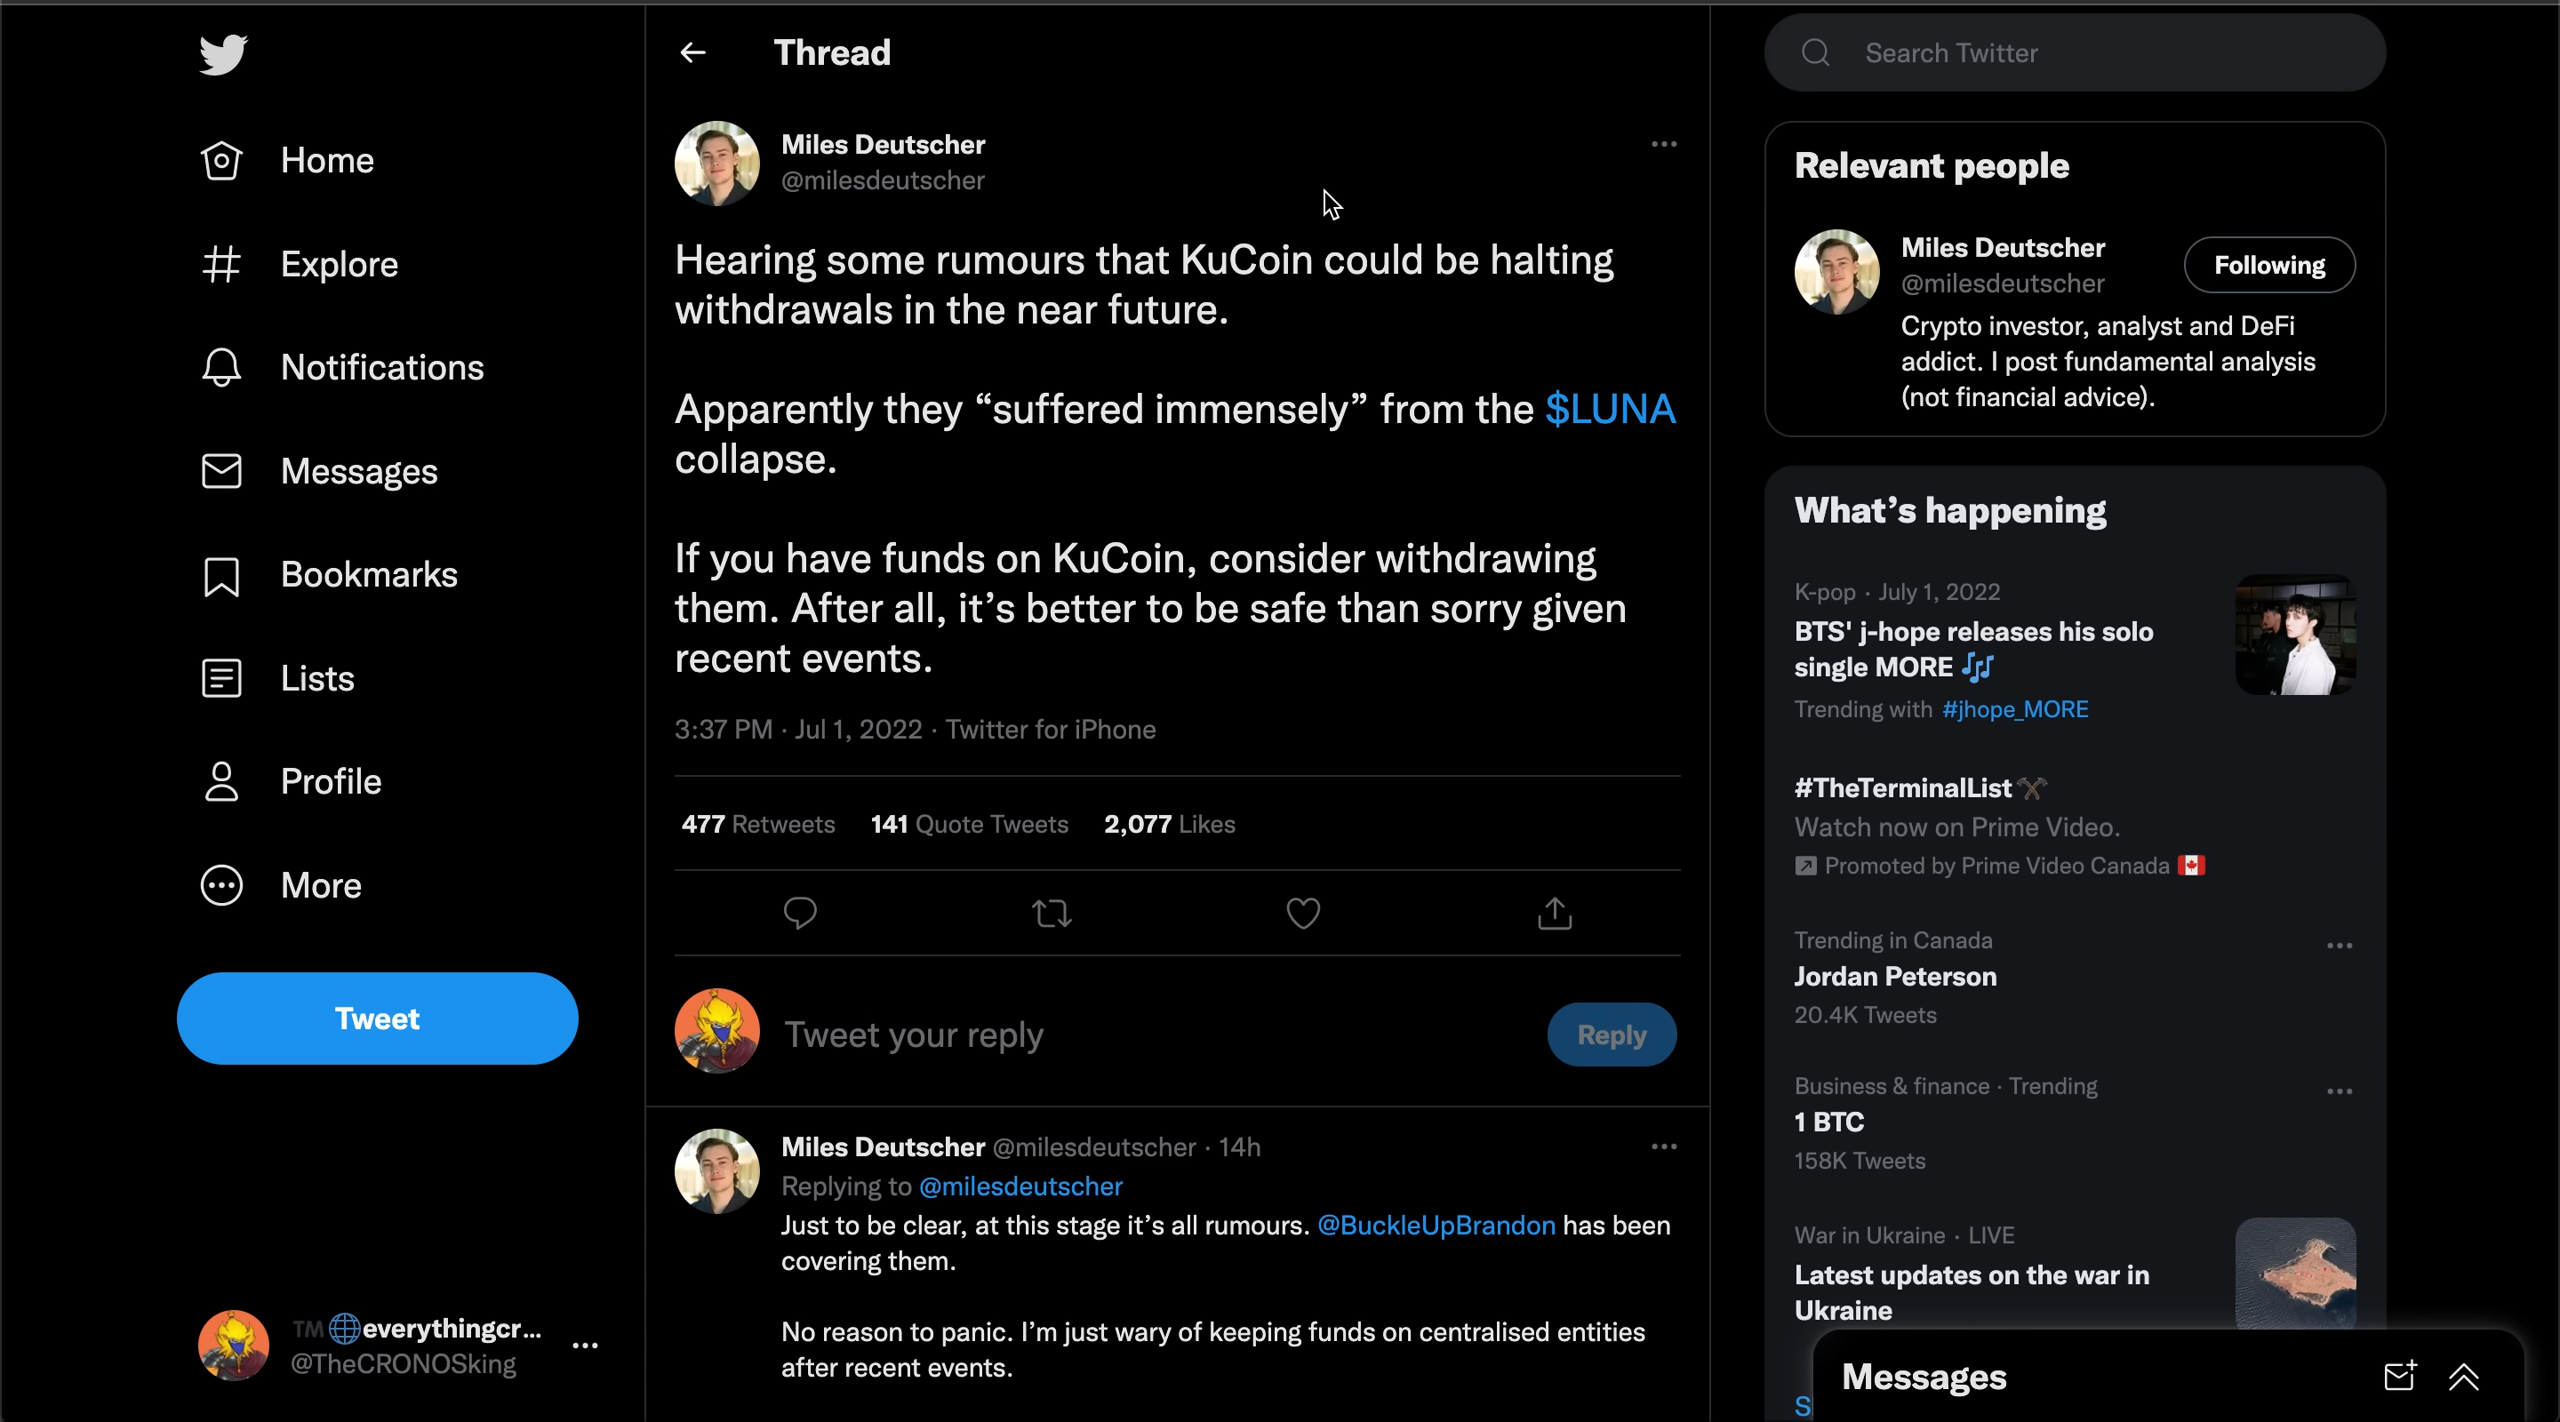 Home
Explore
Notifications
Messages
Bookmarks
Lists
Profile
More
Tweet
TM🌐everythingcr...
@TheCRONOSking
Thread
Miles Deutscher
@milesdeutscher
Hearing some rumours that KuCoin could be halting
withdrawals in the near future.
Apparently they “suffered immensely” from the $LUNA
collapse.
If you have funds on KuCoin, consider withdrawing
them. After all, it’s better to be safe than sorry given
recent events.
3:37 PM · Jul 1, 2022 · Twitter for iPhone
477 Retweets 141 Quote Tweets 2,077 Likes
Tweet your reply
Reply
Miles Deutscher @milesdeutscher · 14h
Replying to @milesdeutscher
Just to be clear, at this stage it’s all rumours. @BuckleUpBrandon has been
covering them.
No reason to panic. I’m just wary of keeping funds on centralised entities
after recent events.
Search Twitter
Relevant people
Miles Deutscher
@milesdeutscher
Following
Crypto investor, analyst and DeFi
addict. I post fundamental analysis
(not financial advice).
What’s happening
K-pop · July 1, 2022
BTS' j-hope releases his solo
single MORE 🎶
Trending with #jhope_MORE
#TheTerminalList
Watch now on Prime Video.
Promoted by Prime Video Canada 🇨🇦
Trending in Canada
Jordan Peterson
20.4K Tweets
Business & finance · Trending
1 BTC
158K Tweets
War in Ukraine · LIVE
Latest updates on the war in
Ukraine
S
Messages